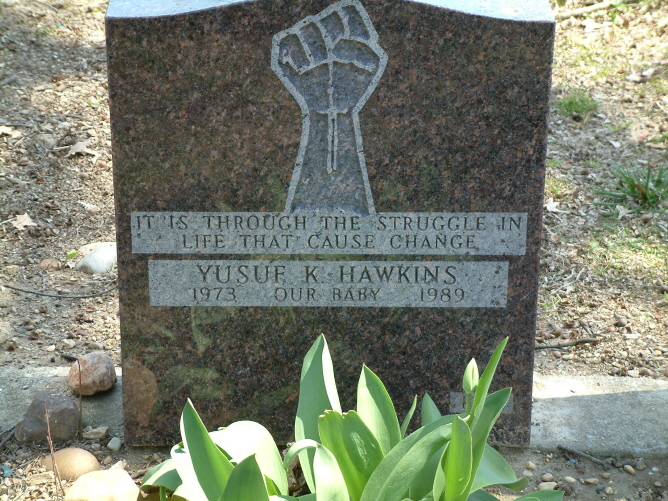 IT IS THROUGH THE STRUGGLE IN
LIFE THAT CAUSE CHANGE
YUSUF K. HAWKINS
1973 OUR BABY 1989